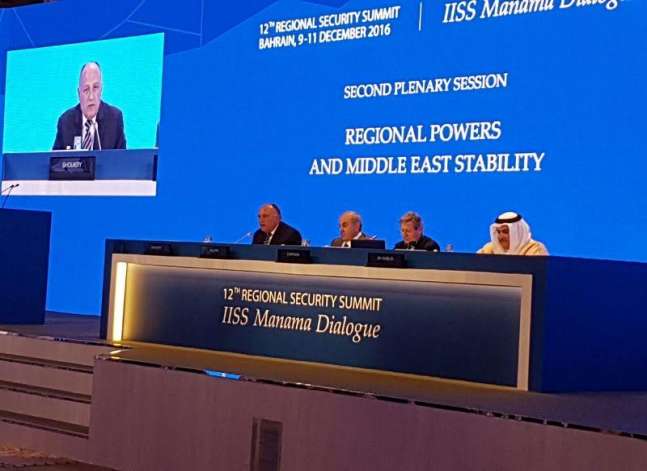 12TH REGIONAL SECURITY SUMMIT
BAHRAIN, 9-11 DECEMBER 2016
IISS Manama Dialogue
SECOND PLENARY SESSION
REGIONAL POWERS
AND MIDDLE EAST STABILITY
SHOUKRY
12TH REGIONAL SECURITY SUMMIT
IISS Manama Dialogue